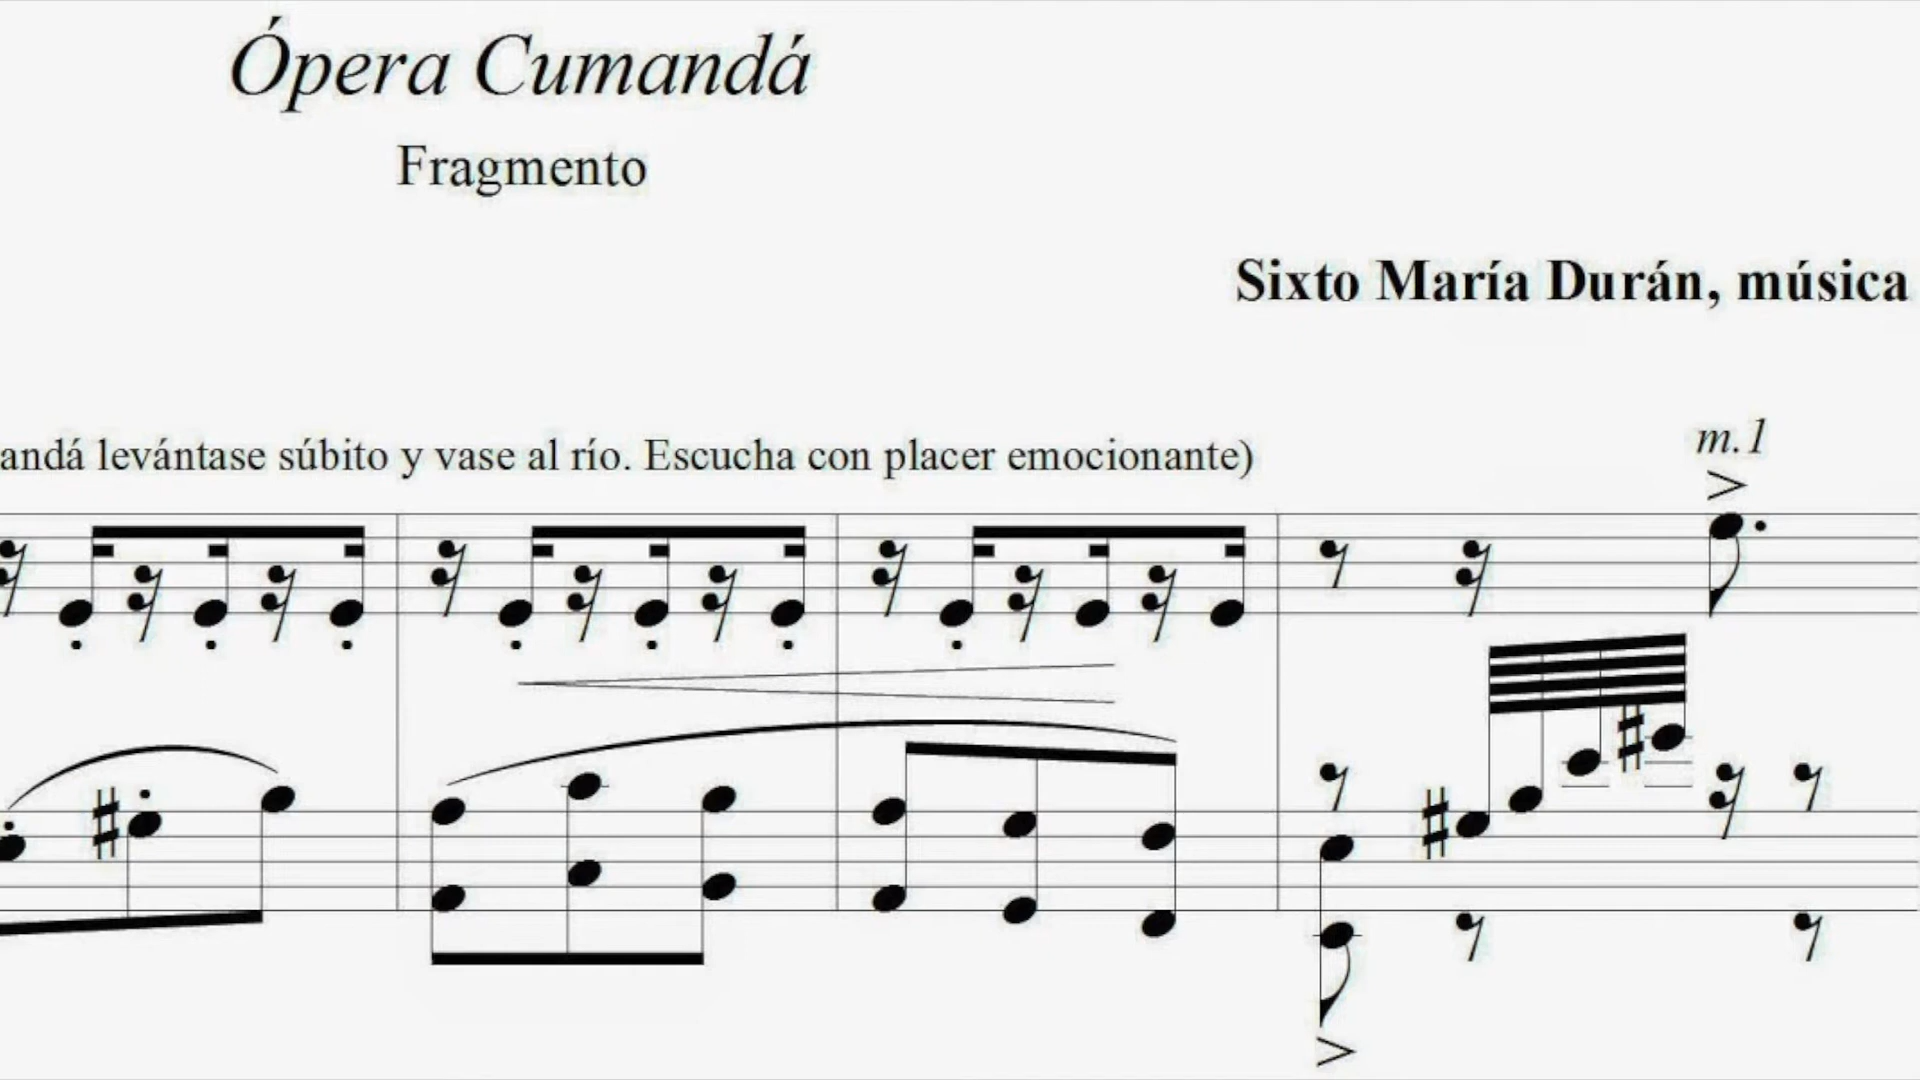 Ópera Cumandá
Fragmento
Sixto María Durán, música
andá levántase súbito y vase al río. Escucha con placer emocionante)
m.1